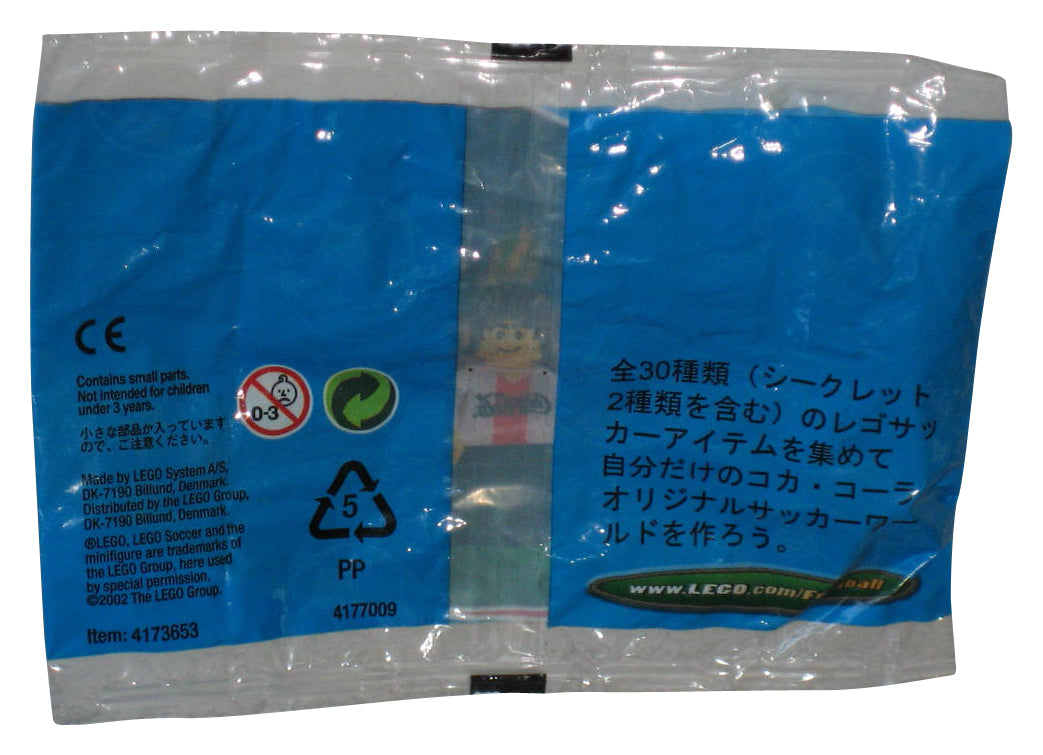 CE
Contains small parts.
Not intended for children
under 3 years.
小さな部品が入っています
ので、ご注意ください。
0-3
Made by LEGO System A/S,
DK-7190 Billund, Denmark.
Distributed by the LEGO Group,
DK-7190 Billund, Denmark.
®LEGO, LEGO Soccer and the
minifigure are trademarks of
the LEGO Group, here used
by special permission.
©2002 The LEGO Group.
Item: 4173653
5
PP
4177009
全30種類（シークレット
2種類を含む）のレゴサッ
カーアイテムを集めて
自分だけのコカ・コーラ
オリジナルサッカーワー
ルドを作ろう。
www.LEGO.com/Football